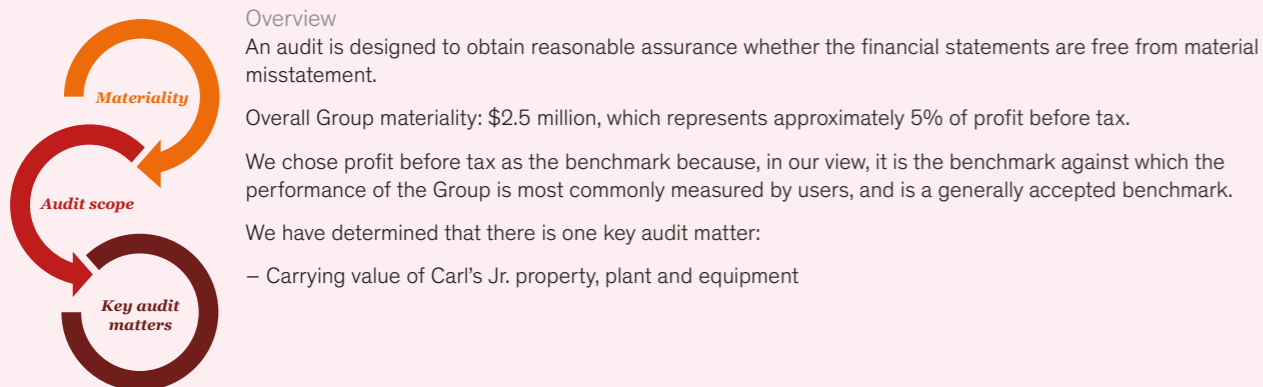 Overview
An audit is designed to obtain reasonable assurance whether the financial statements are free from material
misstatement.
Materiality
Overall Group materiality: $2.5 million, which represents approximately 5% of profit before tax.
We chose profit before tax as the benchmark because, in our view, it is the benchmark against which the
performance of the Group is most commonly measured by users, and is a generally accepted benchmark.
Audit scope
We have determined that there is one key audit matter:
– Carrying value of Carl's Jr. property, plant and equipment
Key audit
matters